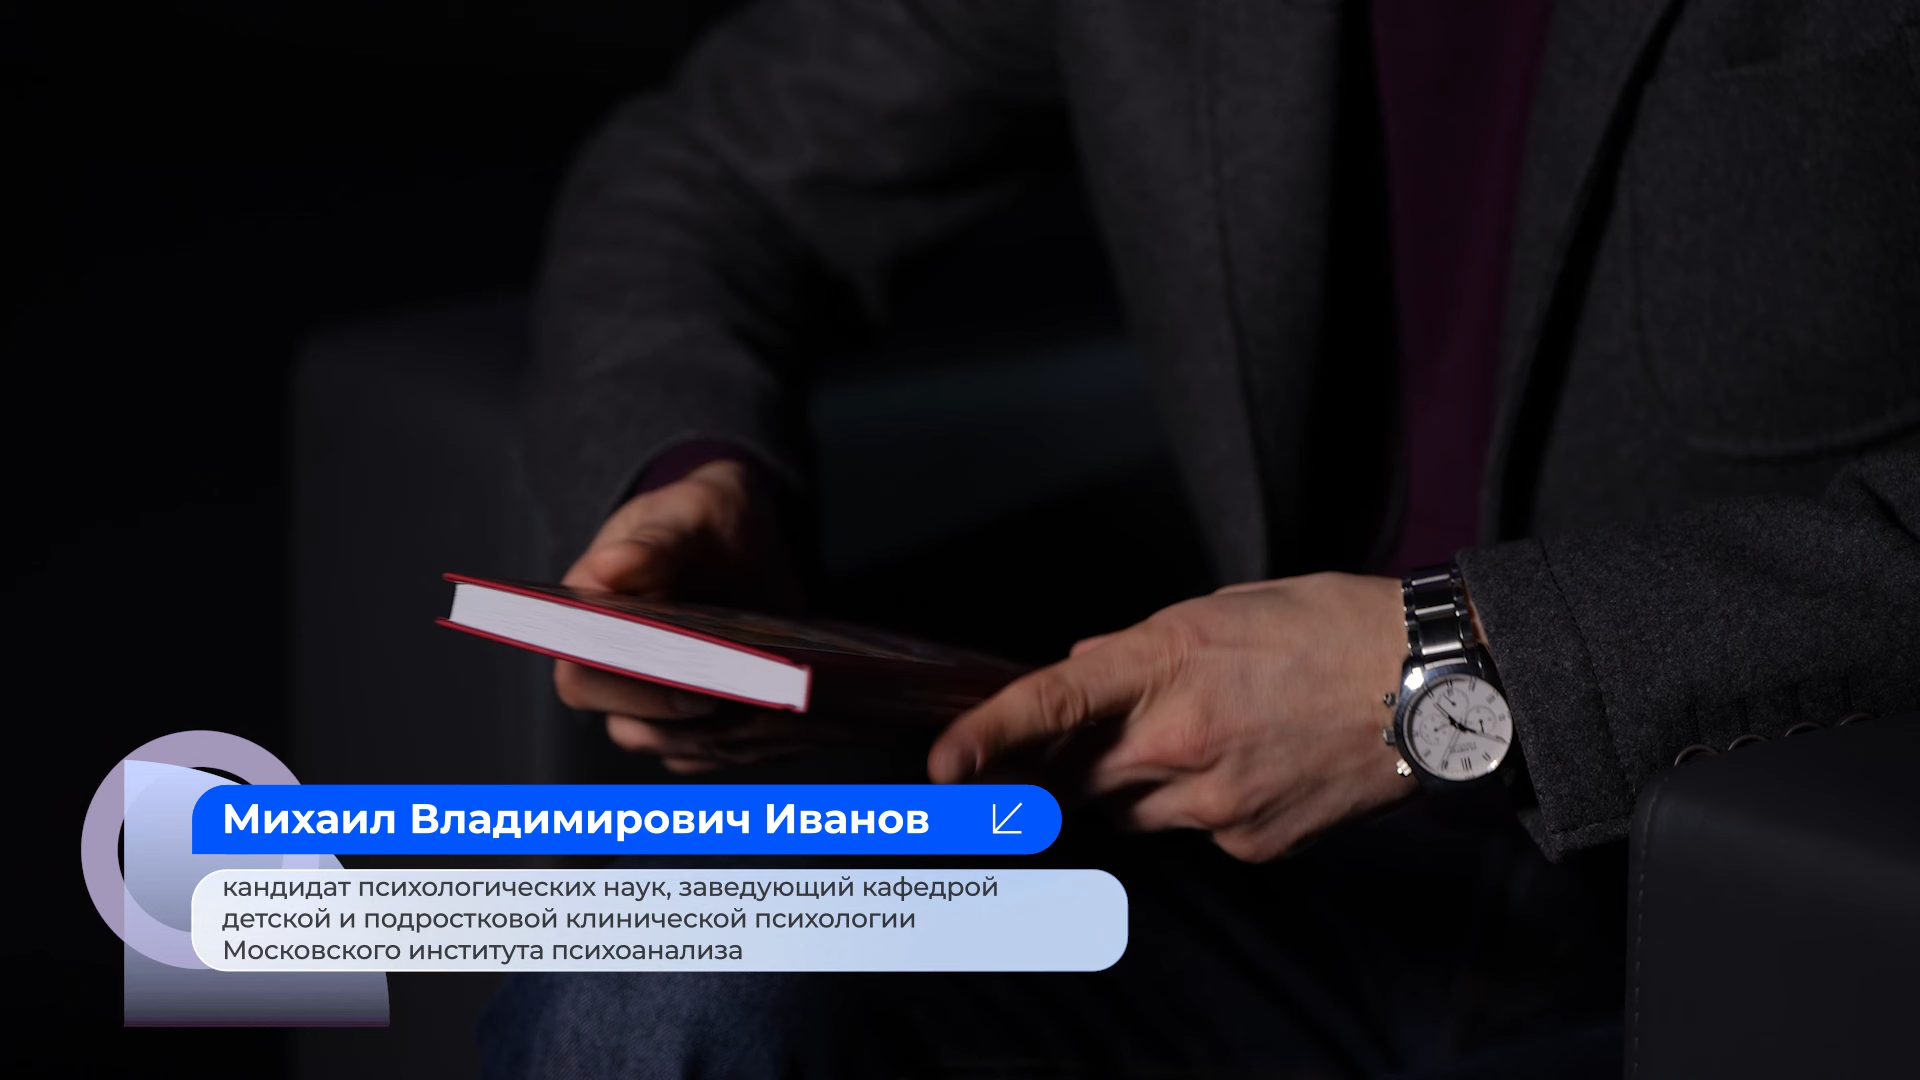 Михаил Владимирович Иванов
кандидат психологических наук, заведующий кафедрой
детской и подростковой клинической психологии
Московского института психоанализа